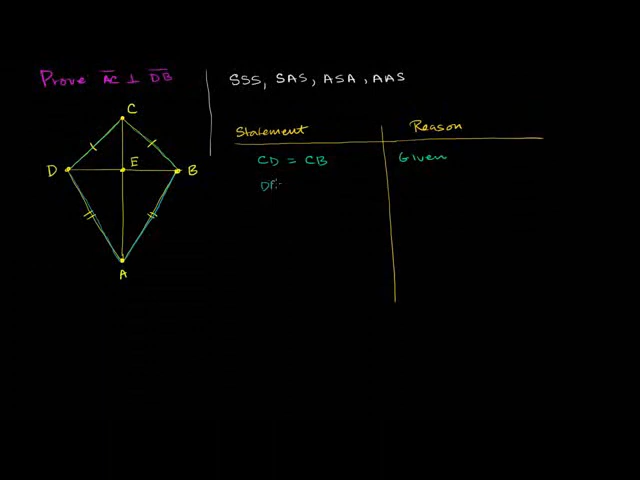 Prove AC ⊥ DB
SSS, SAS, ASA, AAS
Statement Reason
CD = CB Given
C
D E B
A